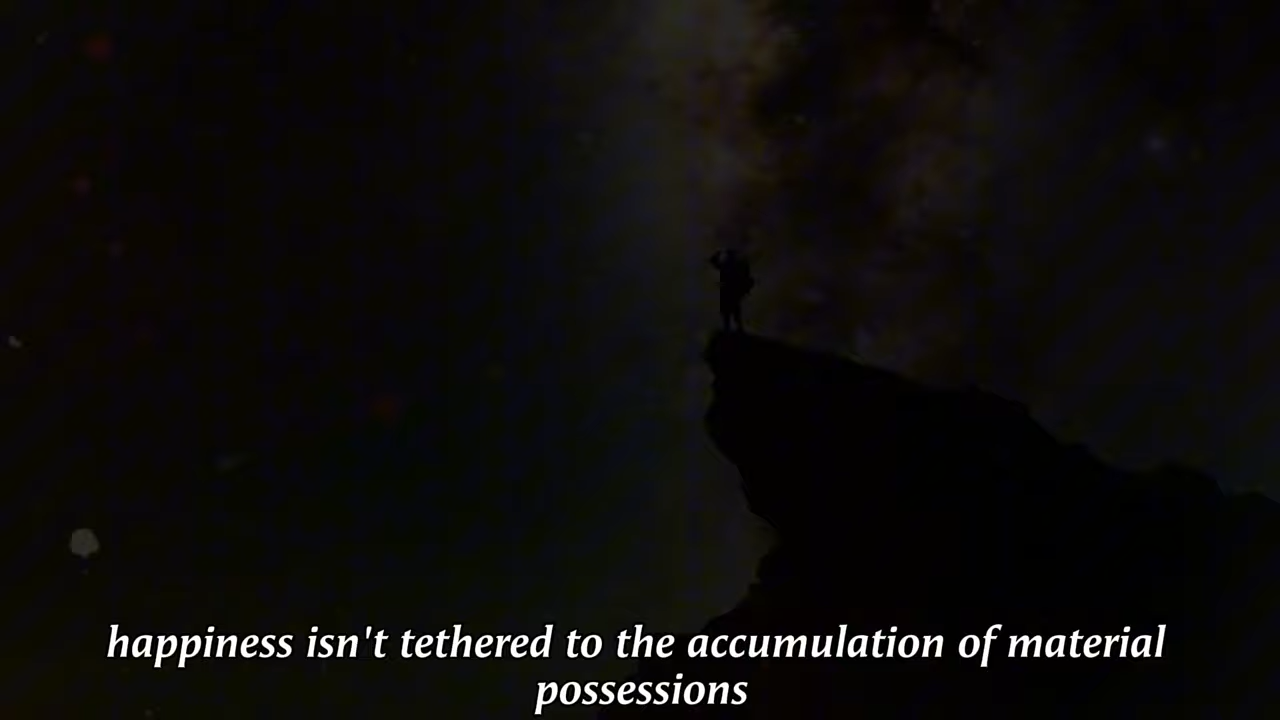 happiness isn't tethered to the accumulation of material
possessions